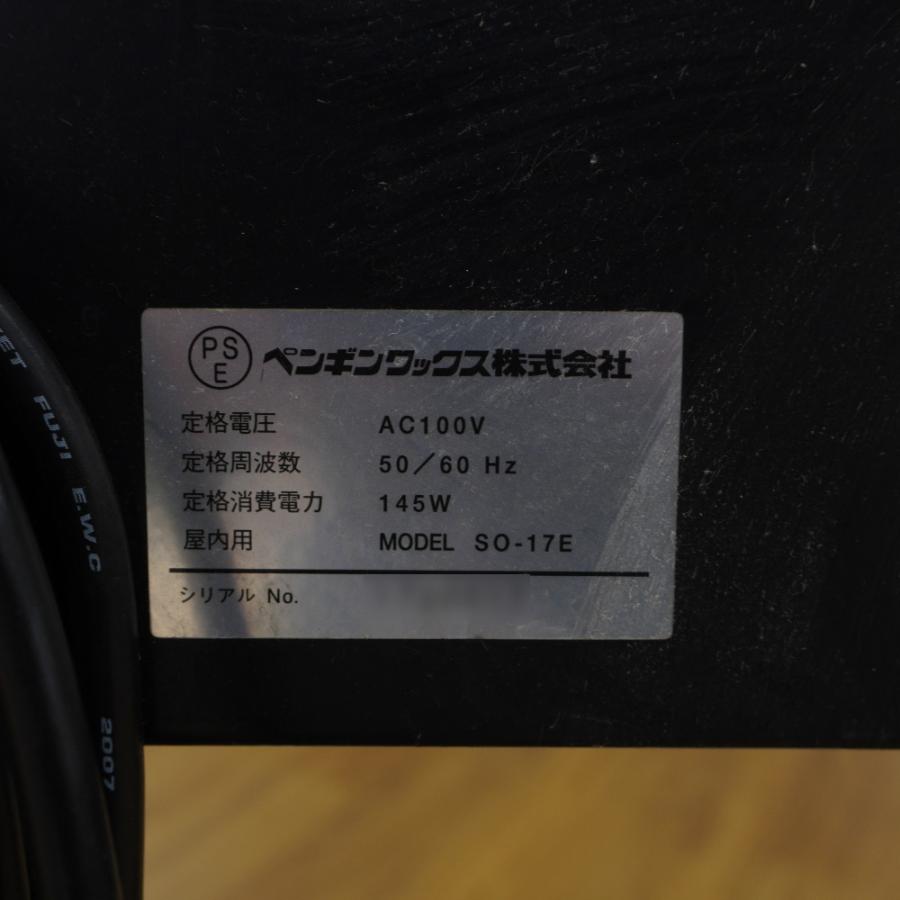 PS
E
ペンギンワックス株式会社
定格電圧 AC100V
定格周波数 50/60 Hz
定格消費電力 145W
屋内用 MODEL SO-17E
シリアル No.
FUJI E.W.C 2007